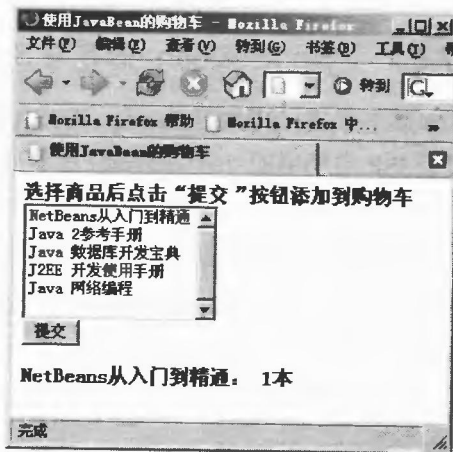 使用JavaBean的购物车 - Mozilla Firefox
文件(F) 编辑(E) 查看(V) 转到(G) 书签(B) 工具(T)
转到 G
Mozilla Firefox 帮助 Mozilla Firefox 中...
使用JavaBean的购物车
选择商品后点击“提交”按钮添加到购物车
NetBeans从入门到精通
Java 2参考手册
Java 数据库开发宝典
J2EE 开发使用手册
Java 网络编程
提交
NetBeans从入门到精通: 1本
完成